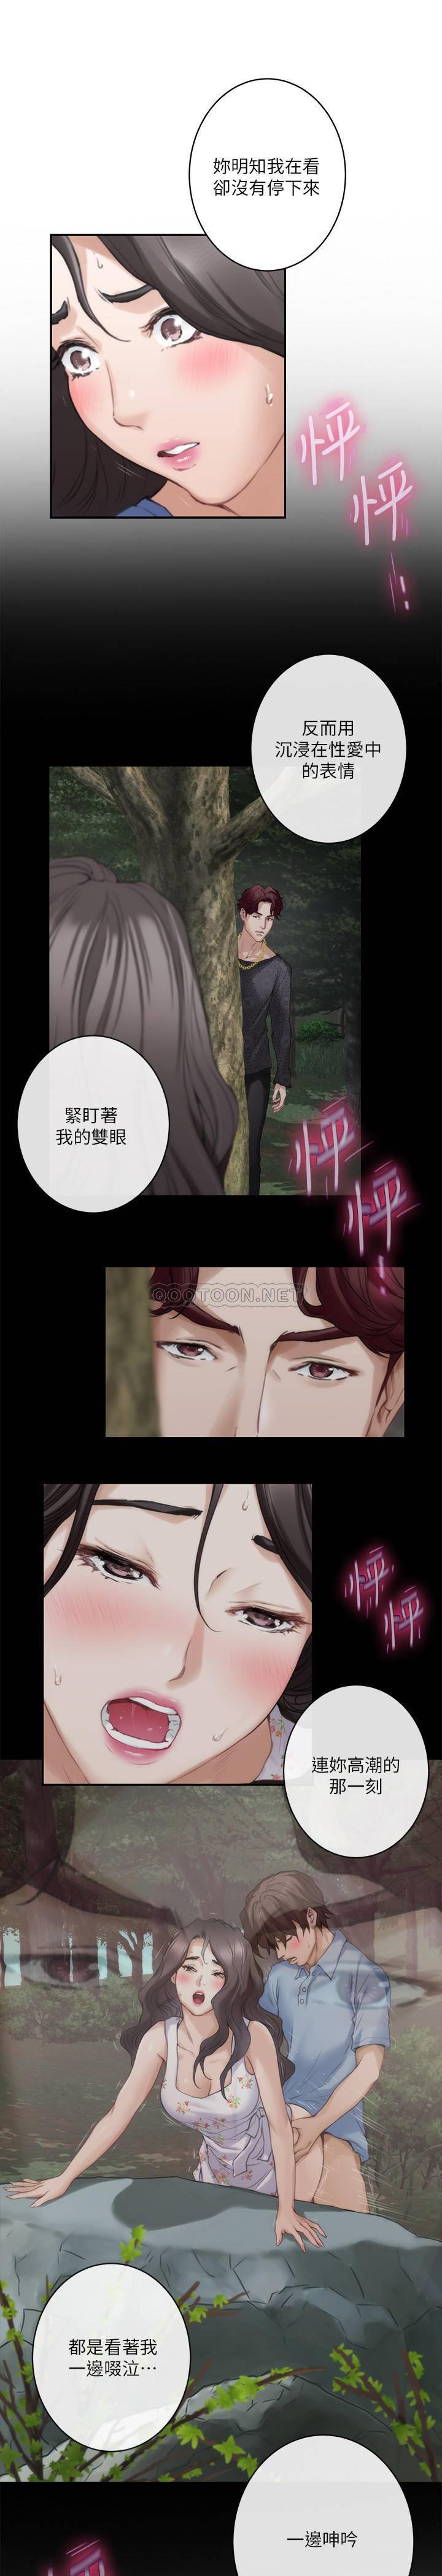 妳明知我在看
卻沒有停下來
怦
怦
!
反而用
沉浸在性愛中
的表情
緊盯著
我的雙眼
怦
怦
!
QOOTOON.NET
怦
怦
!
連妳高潮的
那一刻
都是看著我
一邊啜泣…
一邊呻吟